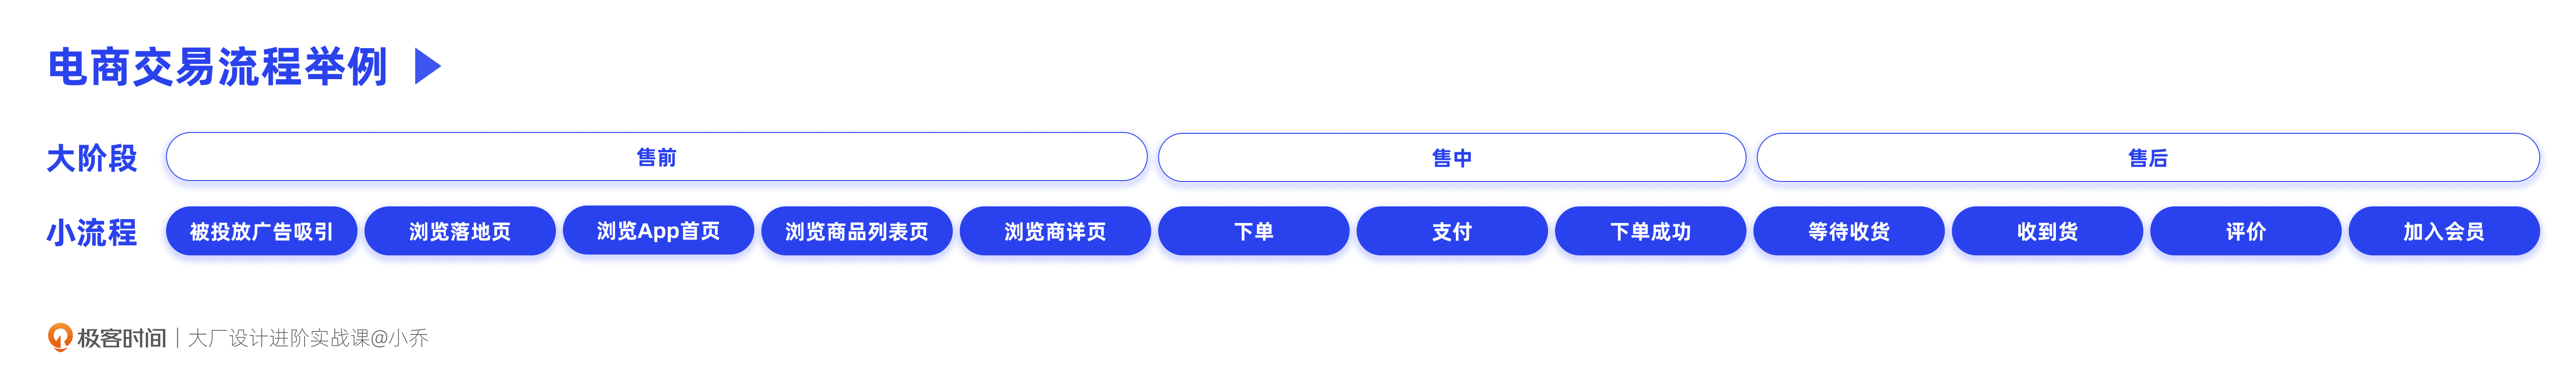 电商交易流程举例
大阶段 售前 售中 售后
小流程 被投放广告吸引 浏览落地页 浏览App首页 浏览商品列表页 浏览商详页 下单 支付 下单成功 等待收货 收到货 评价 加入会员
极客时间 | 大厂设计进阶实战课@小乔